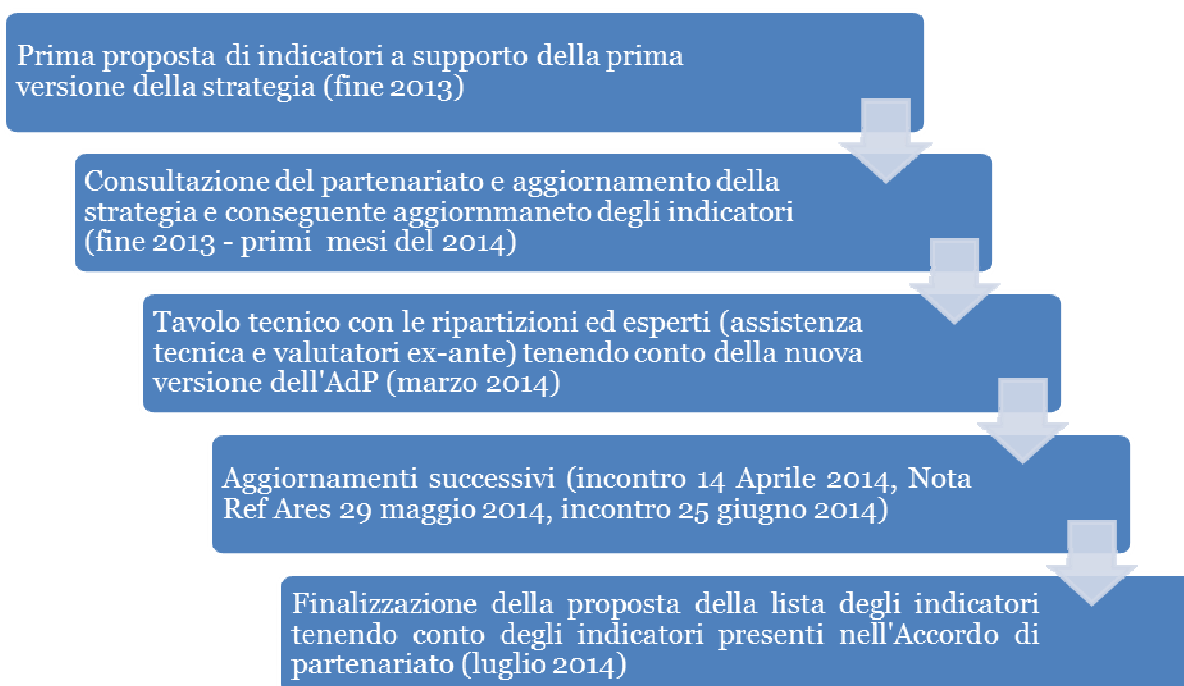 Prima proposta di indicatori a supporto della prima
versione della strategia (fine 2013)
Consultazione del partenariato e aggiornamento della
strategia e conseguente aggiornmaneto degli indicatori
(fine 2013 - primi mesi del 2014)
Tavolo tecnico con le ripartizioni ed esperti (assistenza
tecnica e valutatori ex-ante) tenendo conto della nuova
versione dell'AdP (marzo 2014)
Aggiornamenti successivi (incontro 14 Aprile 2014, Nota
Ref Ares 29 maggio 2014, incontro 25 giugno 2014)
Finalizzazione della proposta della lista degli indicatori
tenendo conto degli indicatori presenti nell'Accordo di
partenariato (luglio 2014)